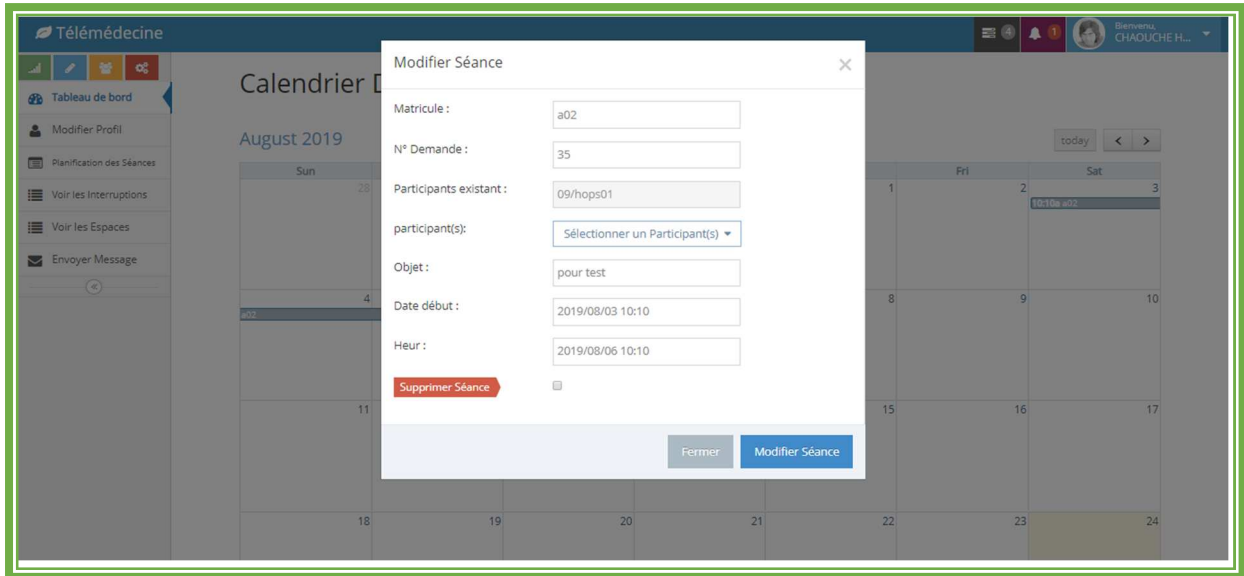 Télémédecine
4
1
Bienvenu,
CHAOUCHE H...
Tableau de bord
Modifier Profil
Planification des Séances
Voir les Interruptions
Voir les Espaces
Envoyer Message
Calendrier D
August 2019
today
Sun
Fri
Sat
28
1
2
3
10:10a a02
4
8
9
10
a02
11
15
16
17
18
19
20
21
22
23
24
Modifier Séance
×
Matricule :
a02
N° Demande :
35
Participants existant :
09/hops01
participant(s):
Sélectionner un Participant(s)
Objet :
pour test
Date début :
2019/08/03 10:10
Heur :
2019/08/06 10:10
Supprimer Séance
Fermer
Modifier Séance